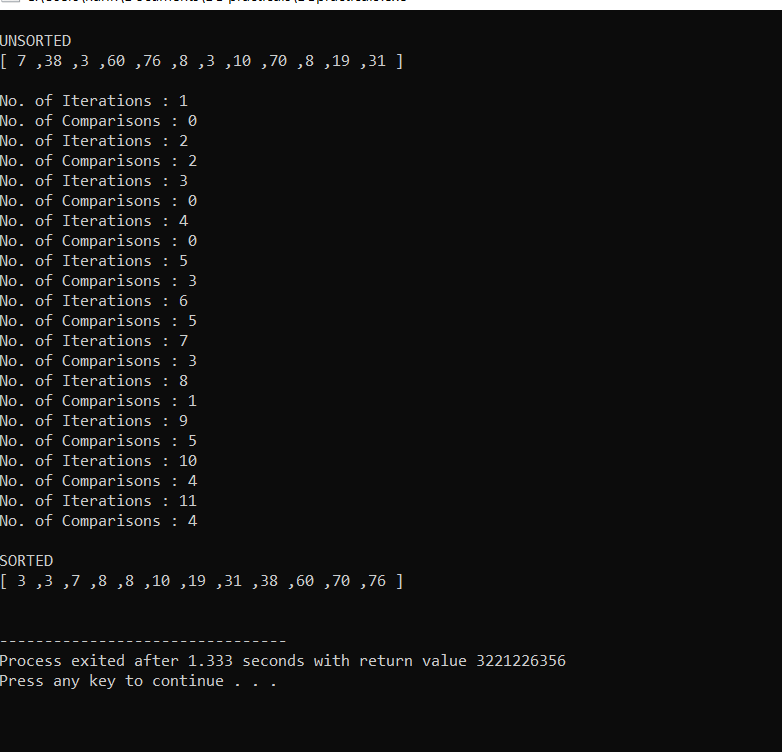 UNSORTED
[ 7 ,38 ,3 ,60 ,76 ,8 ,3 ,10 ,70 ,8 ,19 ,31 ]
No. of Iterations : 1
No. of Comparisons : 0
No. of Iterations : 2
No. of Comparisons : 2
No. of Iterations : 3
No. of Comparisons : 0
No. of Iterations : 4
No. of Comparisons : 0
No. of Iterations : 5
No. of Comparisons : 3
No. of Iterations : 6
No. of Comparisons : 5
No. of Iterations : 7
No. of Comparisons : 3
No. of Iterations : 8
No. of Comparisons : 1
No. of Iterations : 9
No. of Comparisons : 5
No. of Iterations : 10
No. of Comparisons : 4
No. of Iterations : 11
No. of Comparisons : 4
SORTED
[ 3 ,3 ,7 ,8 ,8 ,10 ,19 ,31 ,38 ,60 ,70 ,76 ]
--------------------------------
Process exited after 1.333 seconds with return value 3221226356
Press any key to continue . . .